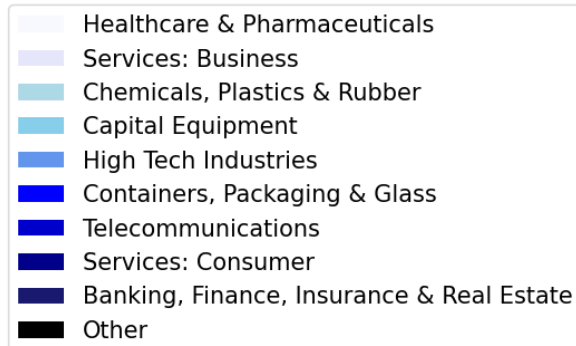 Healthcare & Pharmaceuticals
Services: Business
Chemicals, Plastics & Rubber
Capital Equipment
High Tech Industries
Containers, Packaging & Glass
Telecommunications
Services: Consumer
Banking, Finance, Insurance & Real Estate
Other